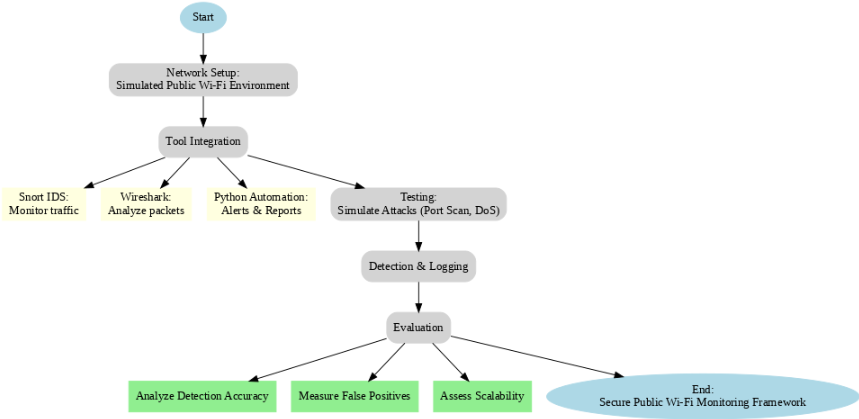 Start
Network Setup:
Simulated Public Wi-Fi Environment
Tool Integration
Snort IDS:
Monitor traffic
Wireshark:
Analyze packets
Python Automation:
Alerts & Reports
Testing:
Simulate Attacks (Port Scan, DoS)
Detection & Logging
Evaluation
Analyze Detection Accuracy
Measure False Positives
Assess Scalability
End:
Secure Public Wi-Fi Monitoring Framework